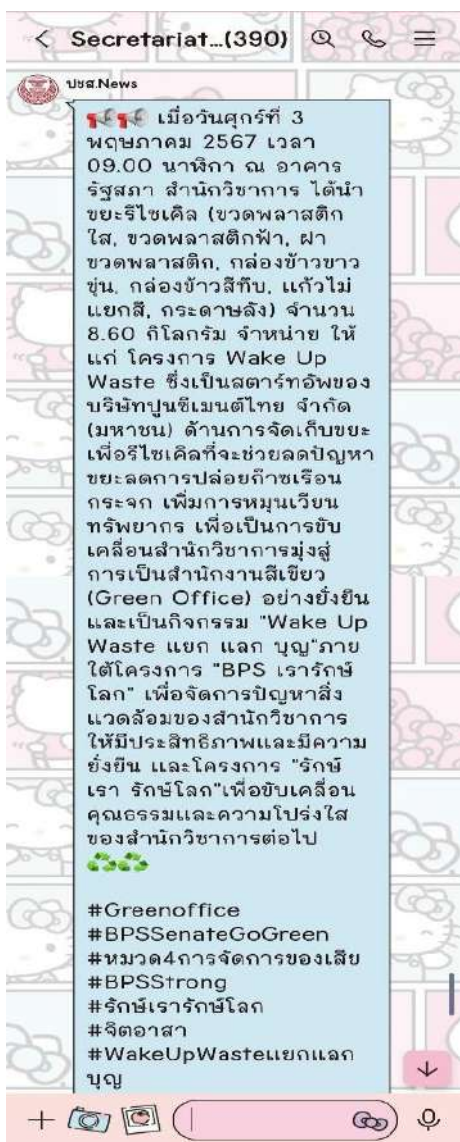 Secretariat...(390)
ปชส.News
📢📢 เมื่อวันศุกร์ที่ 3
พฤษภาคม 2567 เวลา
09.00 นาฬิกา ณ อาคาร
รัฐสภา สำนักวิชาการ ได้นำ
ขยะรีไซเคิล (ขวดพลาสติก
ใส, ขวดพลาสติกฟ้า, ฝา
ขวดพลาสติก, กล่องข้าวขาว
ขุ่น, กล่องข้าวสีทึบ, แก้วไม่
แยกสี, กระดาษลัง) จำนวน
8.60 กิโลกรัม จำหน่าย ให้
แก่ โครงการ Wake Up
Waste ซึ่งเป็นสตาร์ทอัพของ
บริษัทปูนซีเมนต์ไทย จำกัด
(มหาชน) ด้านการจัดเก็บขยะ
เพื่อรีไซเคิลที่จะช่วยลดปัญหา
ขยะลดการปล่อยก๊าซเรือน
กระจก เพิ่มการหมุนเวียน
ทรัพยากร เพื่อเป็นการขับ
เคลื่อนสำนักวิชาการมุ่งสู่
การเป็นสำนักงานสีเขียว
(Green Office) อย่างยั่งยืน
และเป็นกิจกรรม "Wake Up
Waste แยก แลก บุญ"ภาย
ใต้โครงการ "BPS เรารักษ์
โลก" เพื่อจัดการปัญหาสิ่ง
แวดล้อมของสำนักวิชาการ
ให้มีประสิทธิภาพและมีความ
ยั่งยืน และโครงการ "รักษ์
เรา รักษ์โลก"เพื่อขับเคลื่อน
คุณธรรมและความโปร่งใส
ของสำนักวิชาการต่อไป
♻️♻️
#Greenoffice
#BPSSenateGoGreen
#หมวด4การจัดการของเสีย
#BPSStrong
#รักษ์เรารักษ์โลก
#จิตอาสา
#WakeUpWasteแยกแลก
บุญ